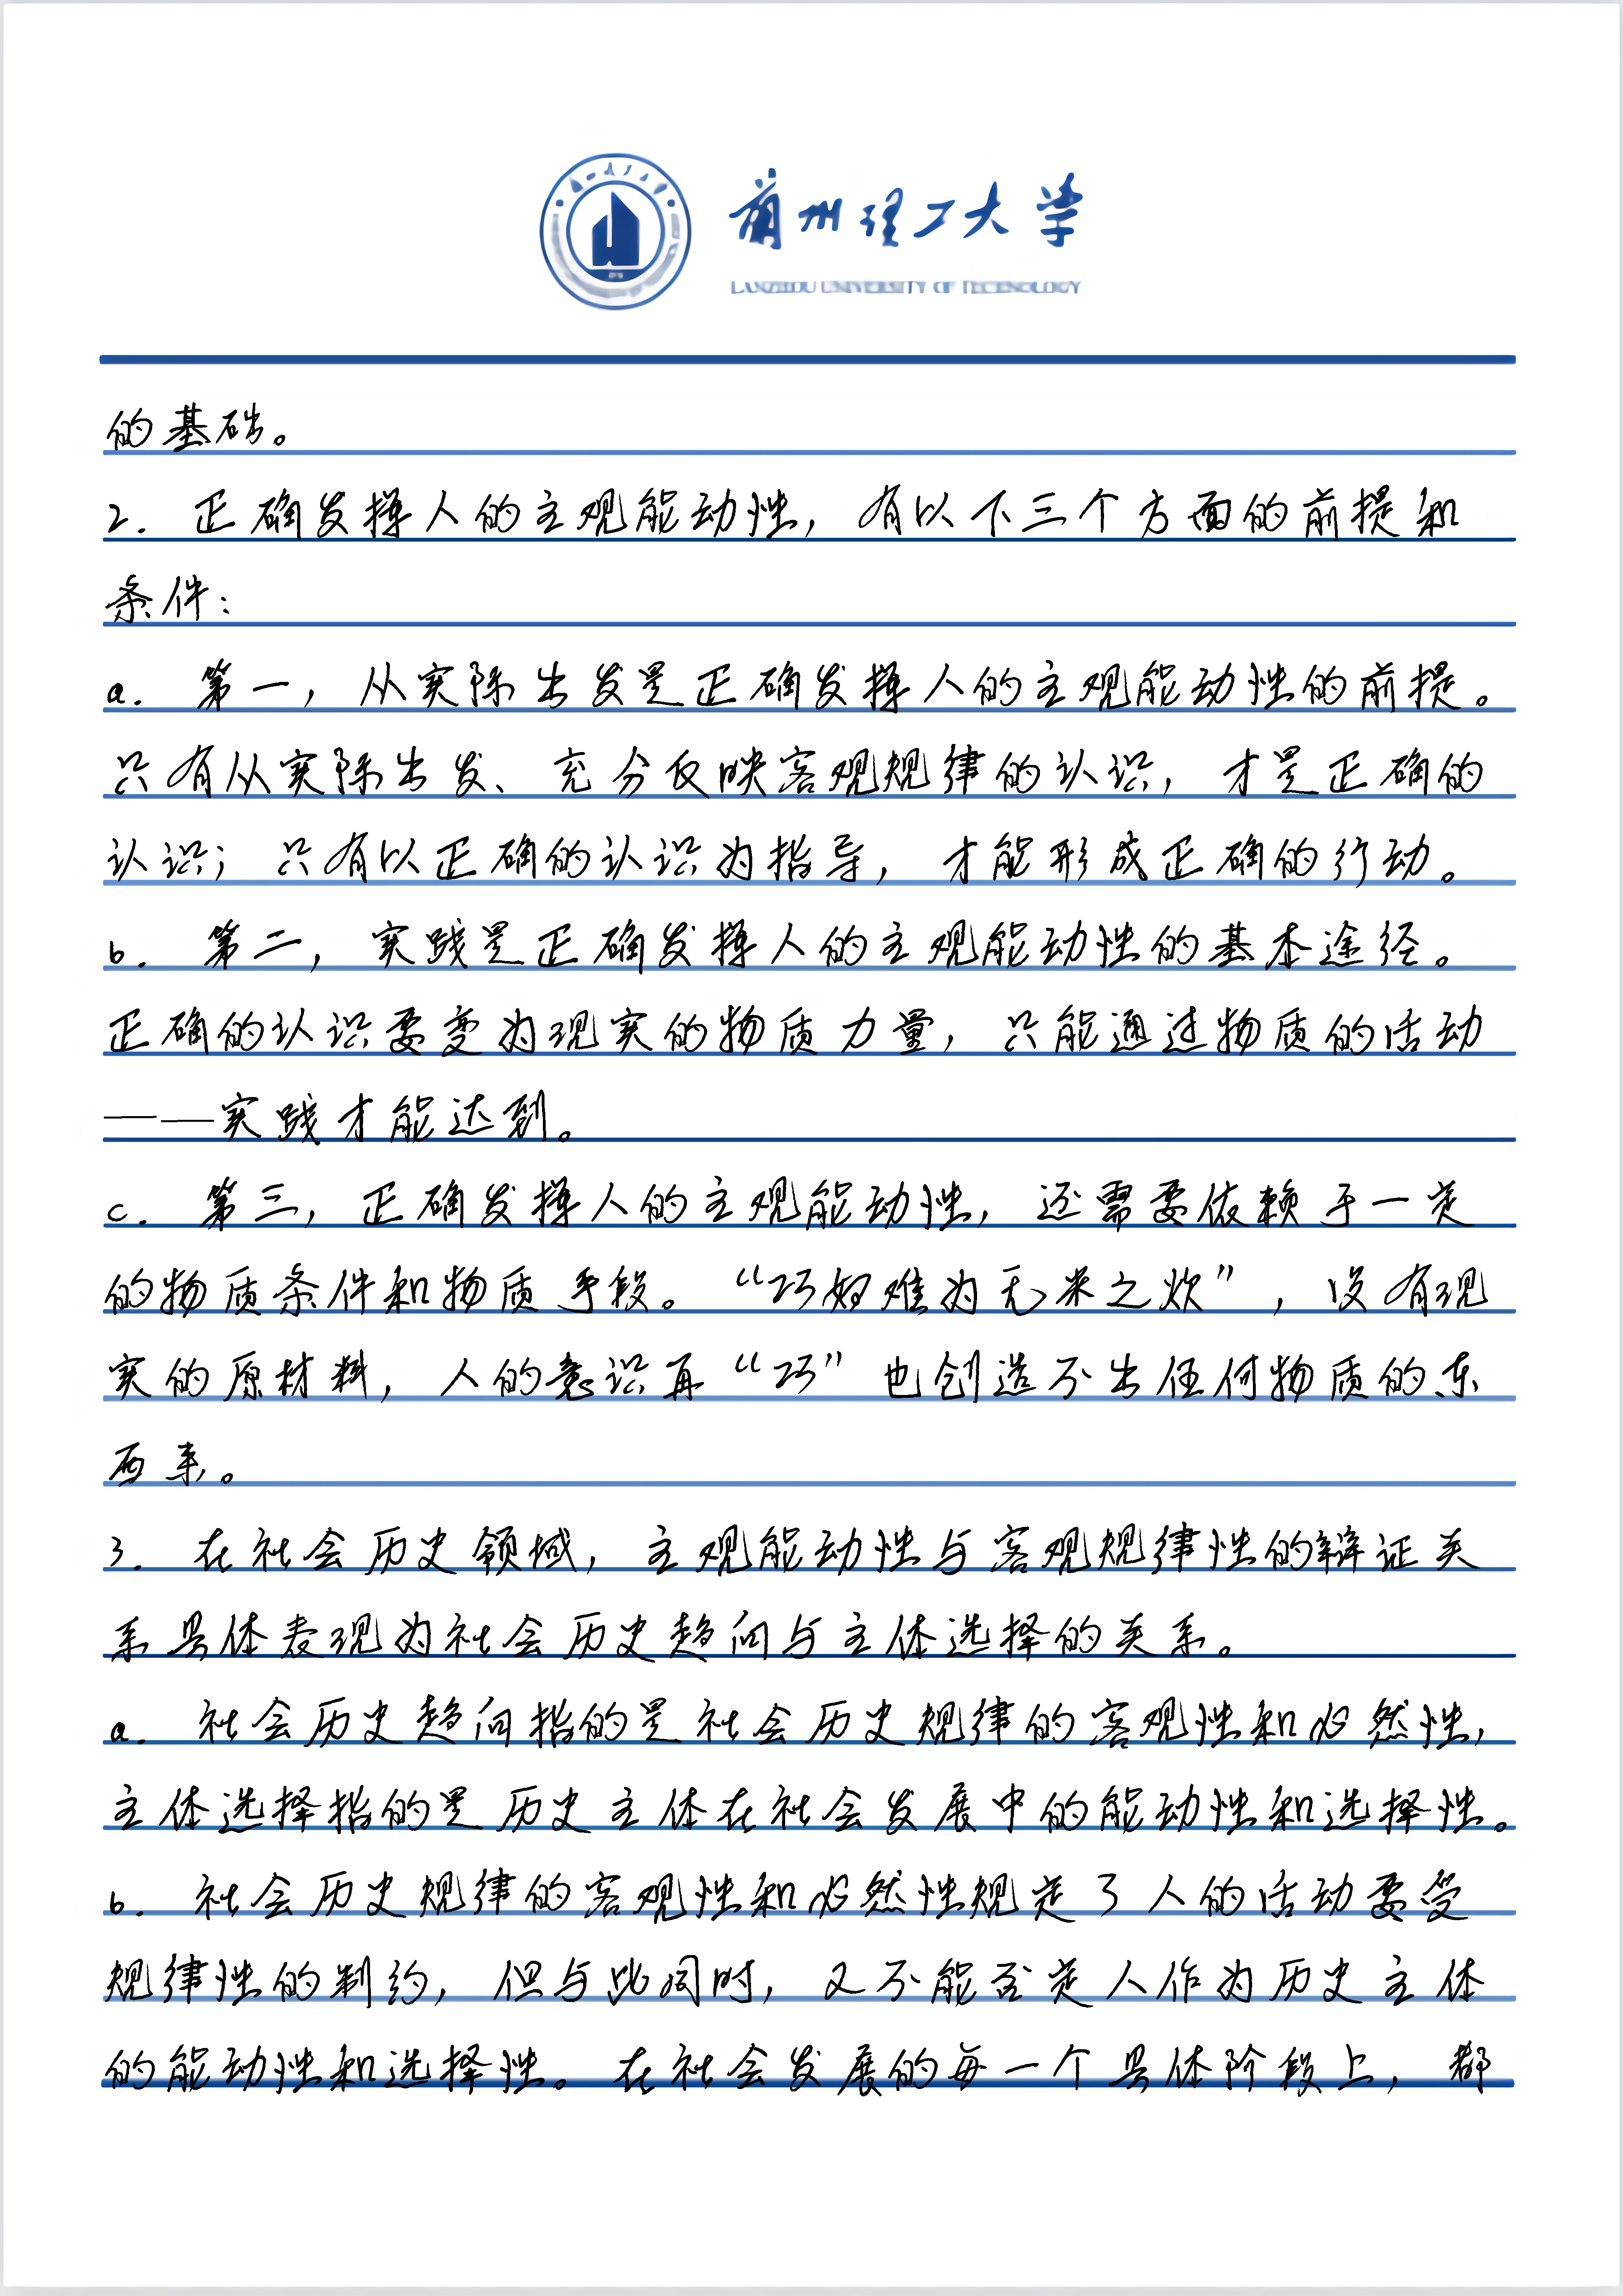 兰州理工大学
LANZHOU UNIVERSITY OF TECHNOLOGY
的基础。
2. 正确发挥人的主观能动性，有以下三个方面的前提和
条件：
a. 第一，从实际出发是正确发挥人的主观能动性的前提。
只有从实际出发、充分反映客观规律的认识，才是正确的
认识；只有以正确的认识为指导，才能形成正确的行动。
b. 第二，实践是正确发挥人的主观能动性的基本途径。
正确的认识要变为现实的物质力量，只能通过物质的活动
——实践才能达到。
c. 第三，正确发挥人的主观能动性，还需要依赖于一定
的物质条件和物质手段。“巧妇难为无米之炊”，没有现
实的原材料，人的意识再“巧”也创造不出任何物质的东
西来。
3. 在社会历史领域，主观能动性与客观规律性的辩证关
系具体表现为社会历史趋向与主体选择的关系。
a. 社会历史趋向指的是社会历史规律的客观性和必然性，
主体选择指的是历史主体在社会发展中的能动性和选择性。
b. 社会历史规律的客观性和必然性规定了人的活动要受
规律性的制约，但与此同时，又不能否定人作为历史主体
的能动性和选择性。在社会发展的每一个具体阶段上，都